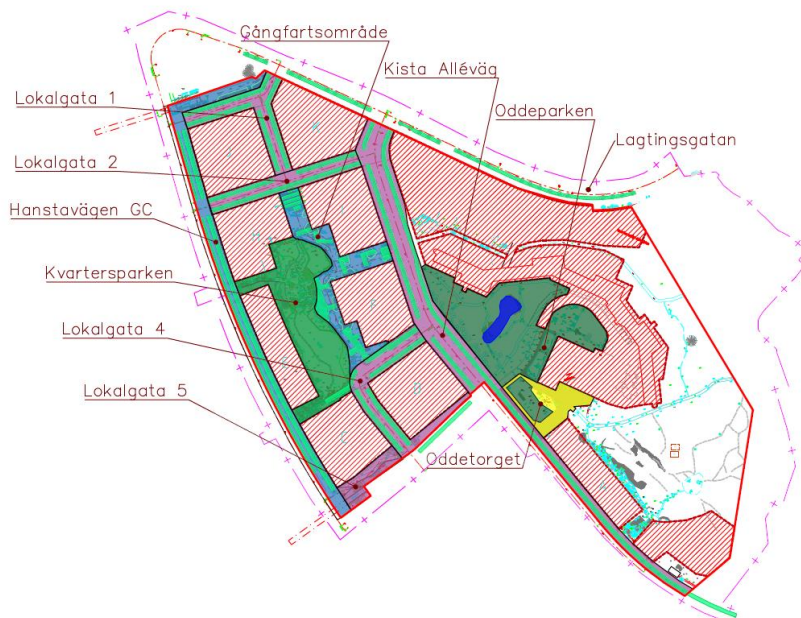 Gångfartsområde
Kista Alléväg
Lokalgata 1
Oddeparken
Lagtingsgatan
Lokalgata 2
Hanstavägen GC
Kvartersparken
Lokalgata 4
Lokalgata 5
Oddetorget